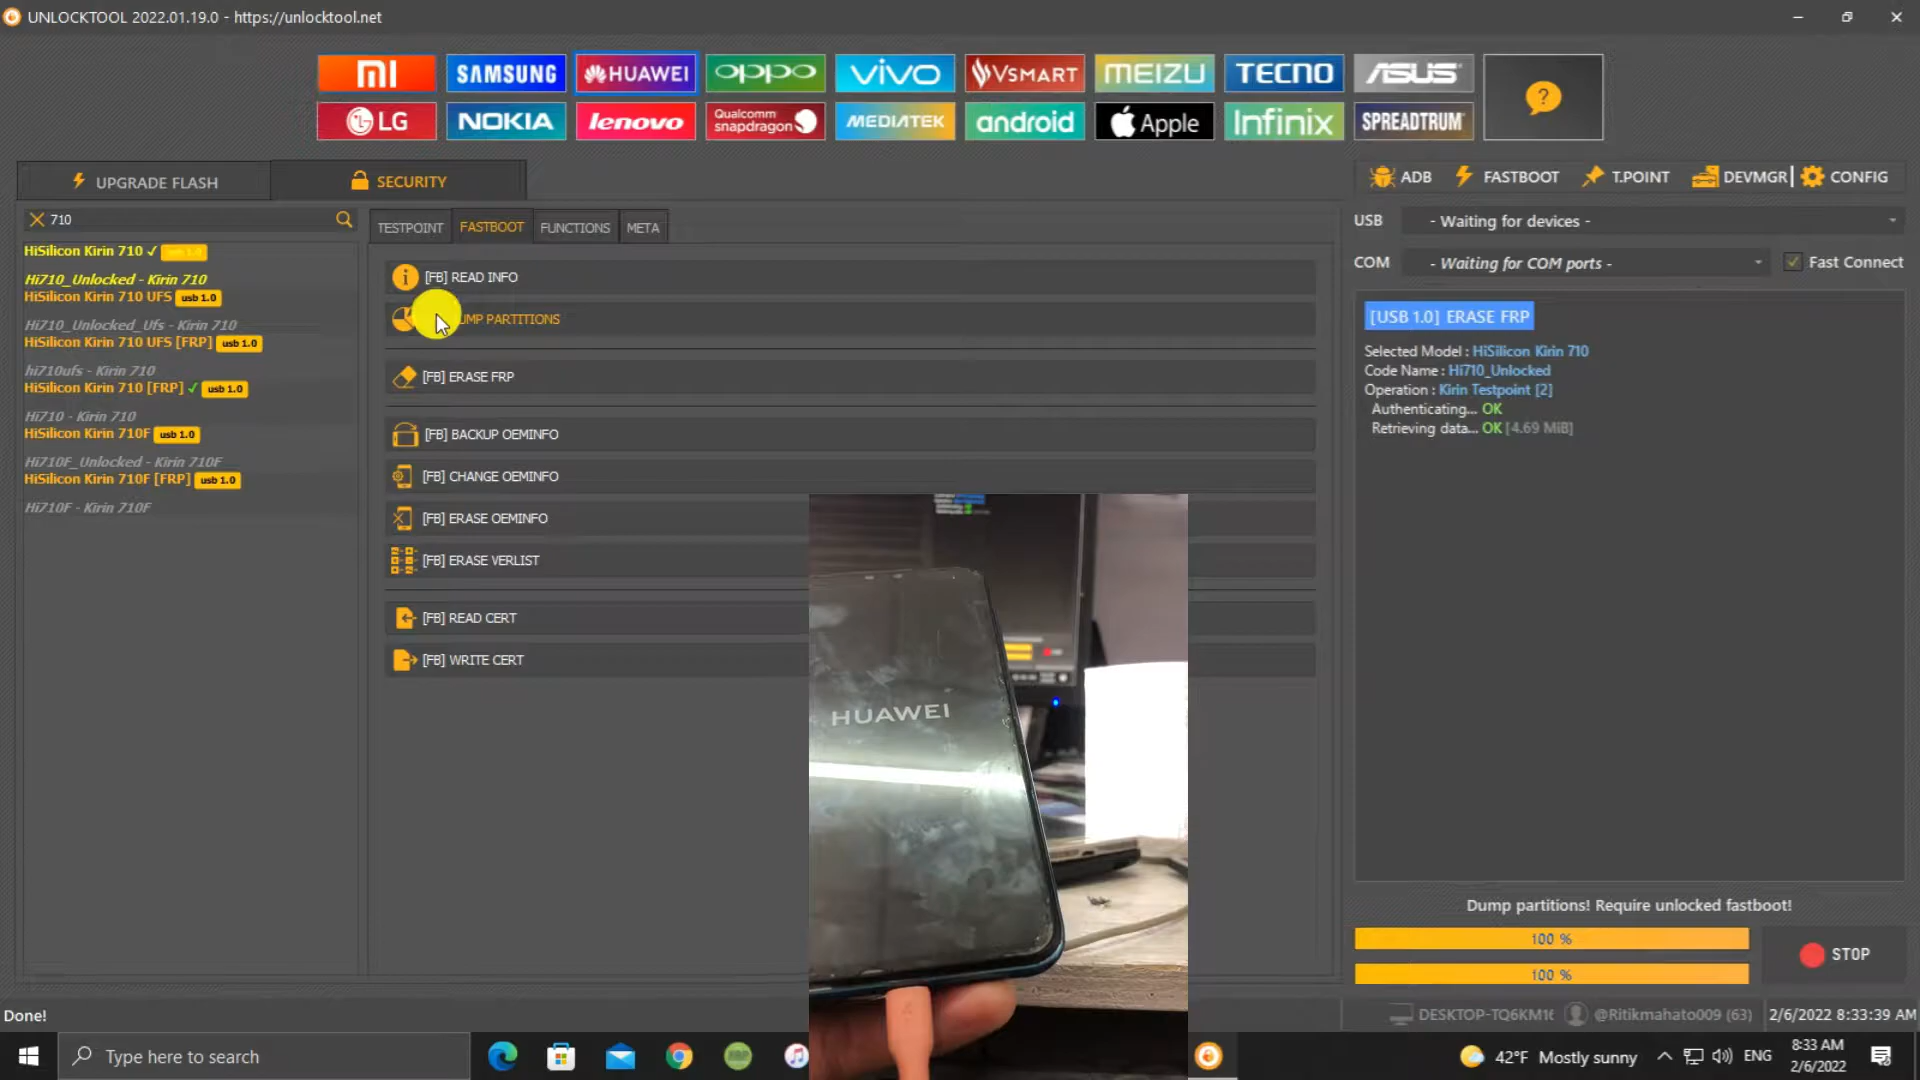 UNLOCKTOOL 2022.01.19.0 - https://unlocktool.net
MI SAMSUNG HUAWEI oppo vivo VSMART MEIZU TECNO ASUS ?
LG NOKIA lenovo Qualcomm snapdragon MEDIATEK android Apple Infinix SPREADTRUM
UPGRADE FLASH SECURITY
ADB FASTBOOT T.POINT DEVMGR CONFIG
710
TESTPOINT FASTBOOT FUNCTIONS META
USB - Waiting for devices -
COM - Waiting for COM ports - Fast Connect
HiSilicon Kirin 710 ✓
Hi710_Unlocked - Kirin 710
HiSilicon Kirin 710 UFS usb 1.0
Hi710_Unlocked_Ufs - Kirin 710
HiSilicon Kirin 710 UFS [FRP] usb 1.0
hi710ufs - Kirin 710
HiSilicon Kirin 710 [FRP] ✓ usb 1.0
Hi710 - Kirin 710
HiSilicon Kirin 710F usb 1.0
Hi710F_Unlocked - Kirin 710F
HiSilicon Kirin 710F [FRP] usb 1.0
Hi710F - Kirin 710F
[FB] READ INFO
PARTITIONS
[FB] ERASE FRP
[FB] BACKUP OEMINFO
[FB] CHANGE OEMINFO
[FB] ERASE OEMINFO
[FB] ERASE VERLIST
[FB] READ CERT
[FB] WRITE CERT
HUAWEI
[USB 1.0] ERASE FRP
Selected Model : HiSilicon Kirin 710
Code Name : Hi710_Unlocked
Operation : Kirin Testpoint [2]
Authenticating... OK
Retrieving data... OK [4.69 MiB]
Dump partitions! Require unlocked fastboot!
100 %
100 %
STOP
Done!
@Ritikmahato009 (63) 2/6/2022 8:33:39 AM
Type here to search
42°F Mostly sunny
ENG
8:33 AM
2/6/2022